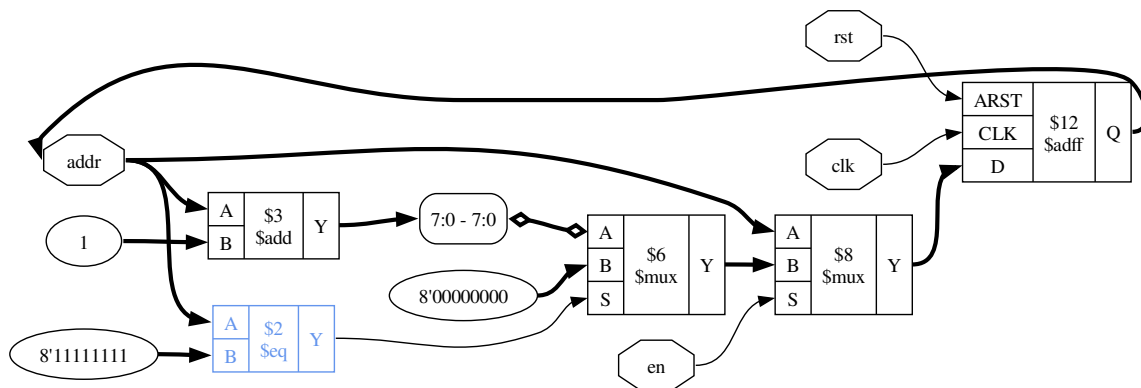 rst
ARST
CLK
D
$12
$adff
Q
addr
clk
A
B
$3
$add
Y
7:0 - 7:0
1
A
B
S
$6
$mux
Y
A
B
S
$8
$mux
Y
8'00000000
A
B
$2
$eq
Y
8'11111111
en